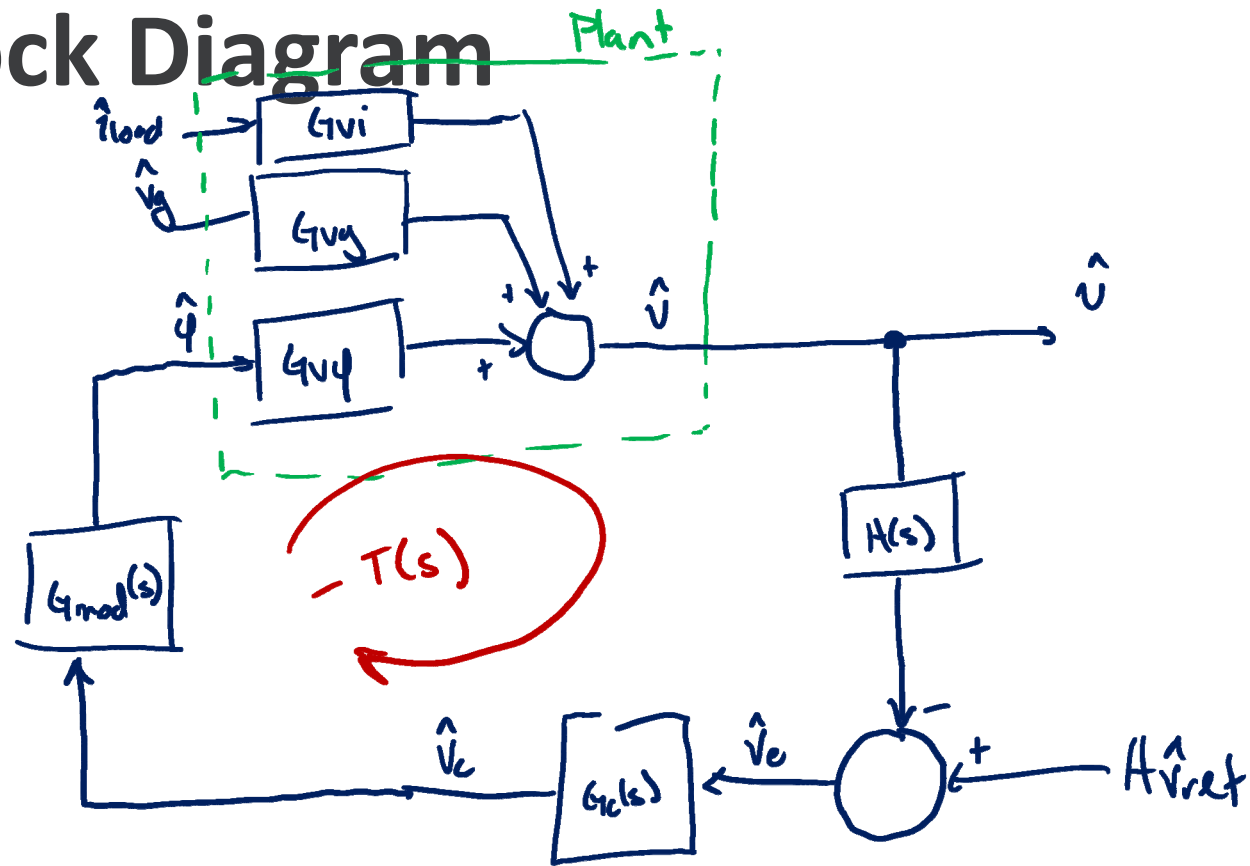 ock Diagram
Plant
îload
Gvi
v̂g
Gvg
+
+
φ̂
Gvφ
+
v̂
v̂
Gmod(s)
- T(s)
H(s)
-
v̂c
Gc(s)
v̂e
+
Hv̂ref